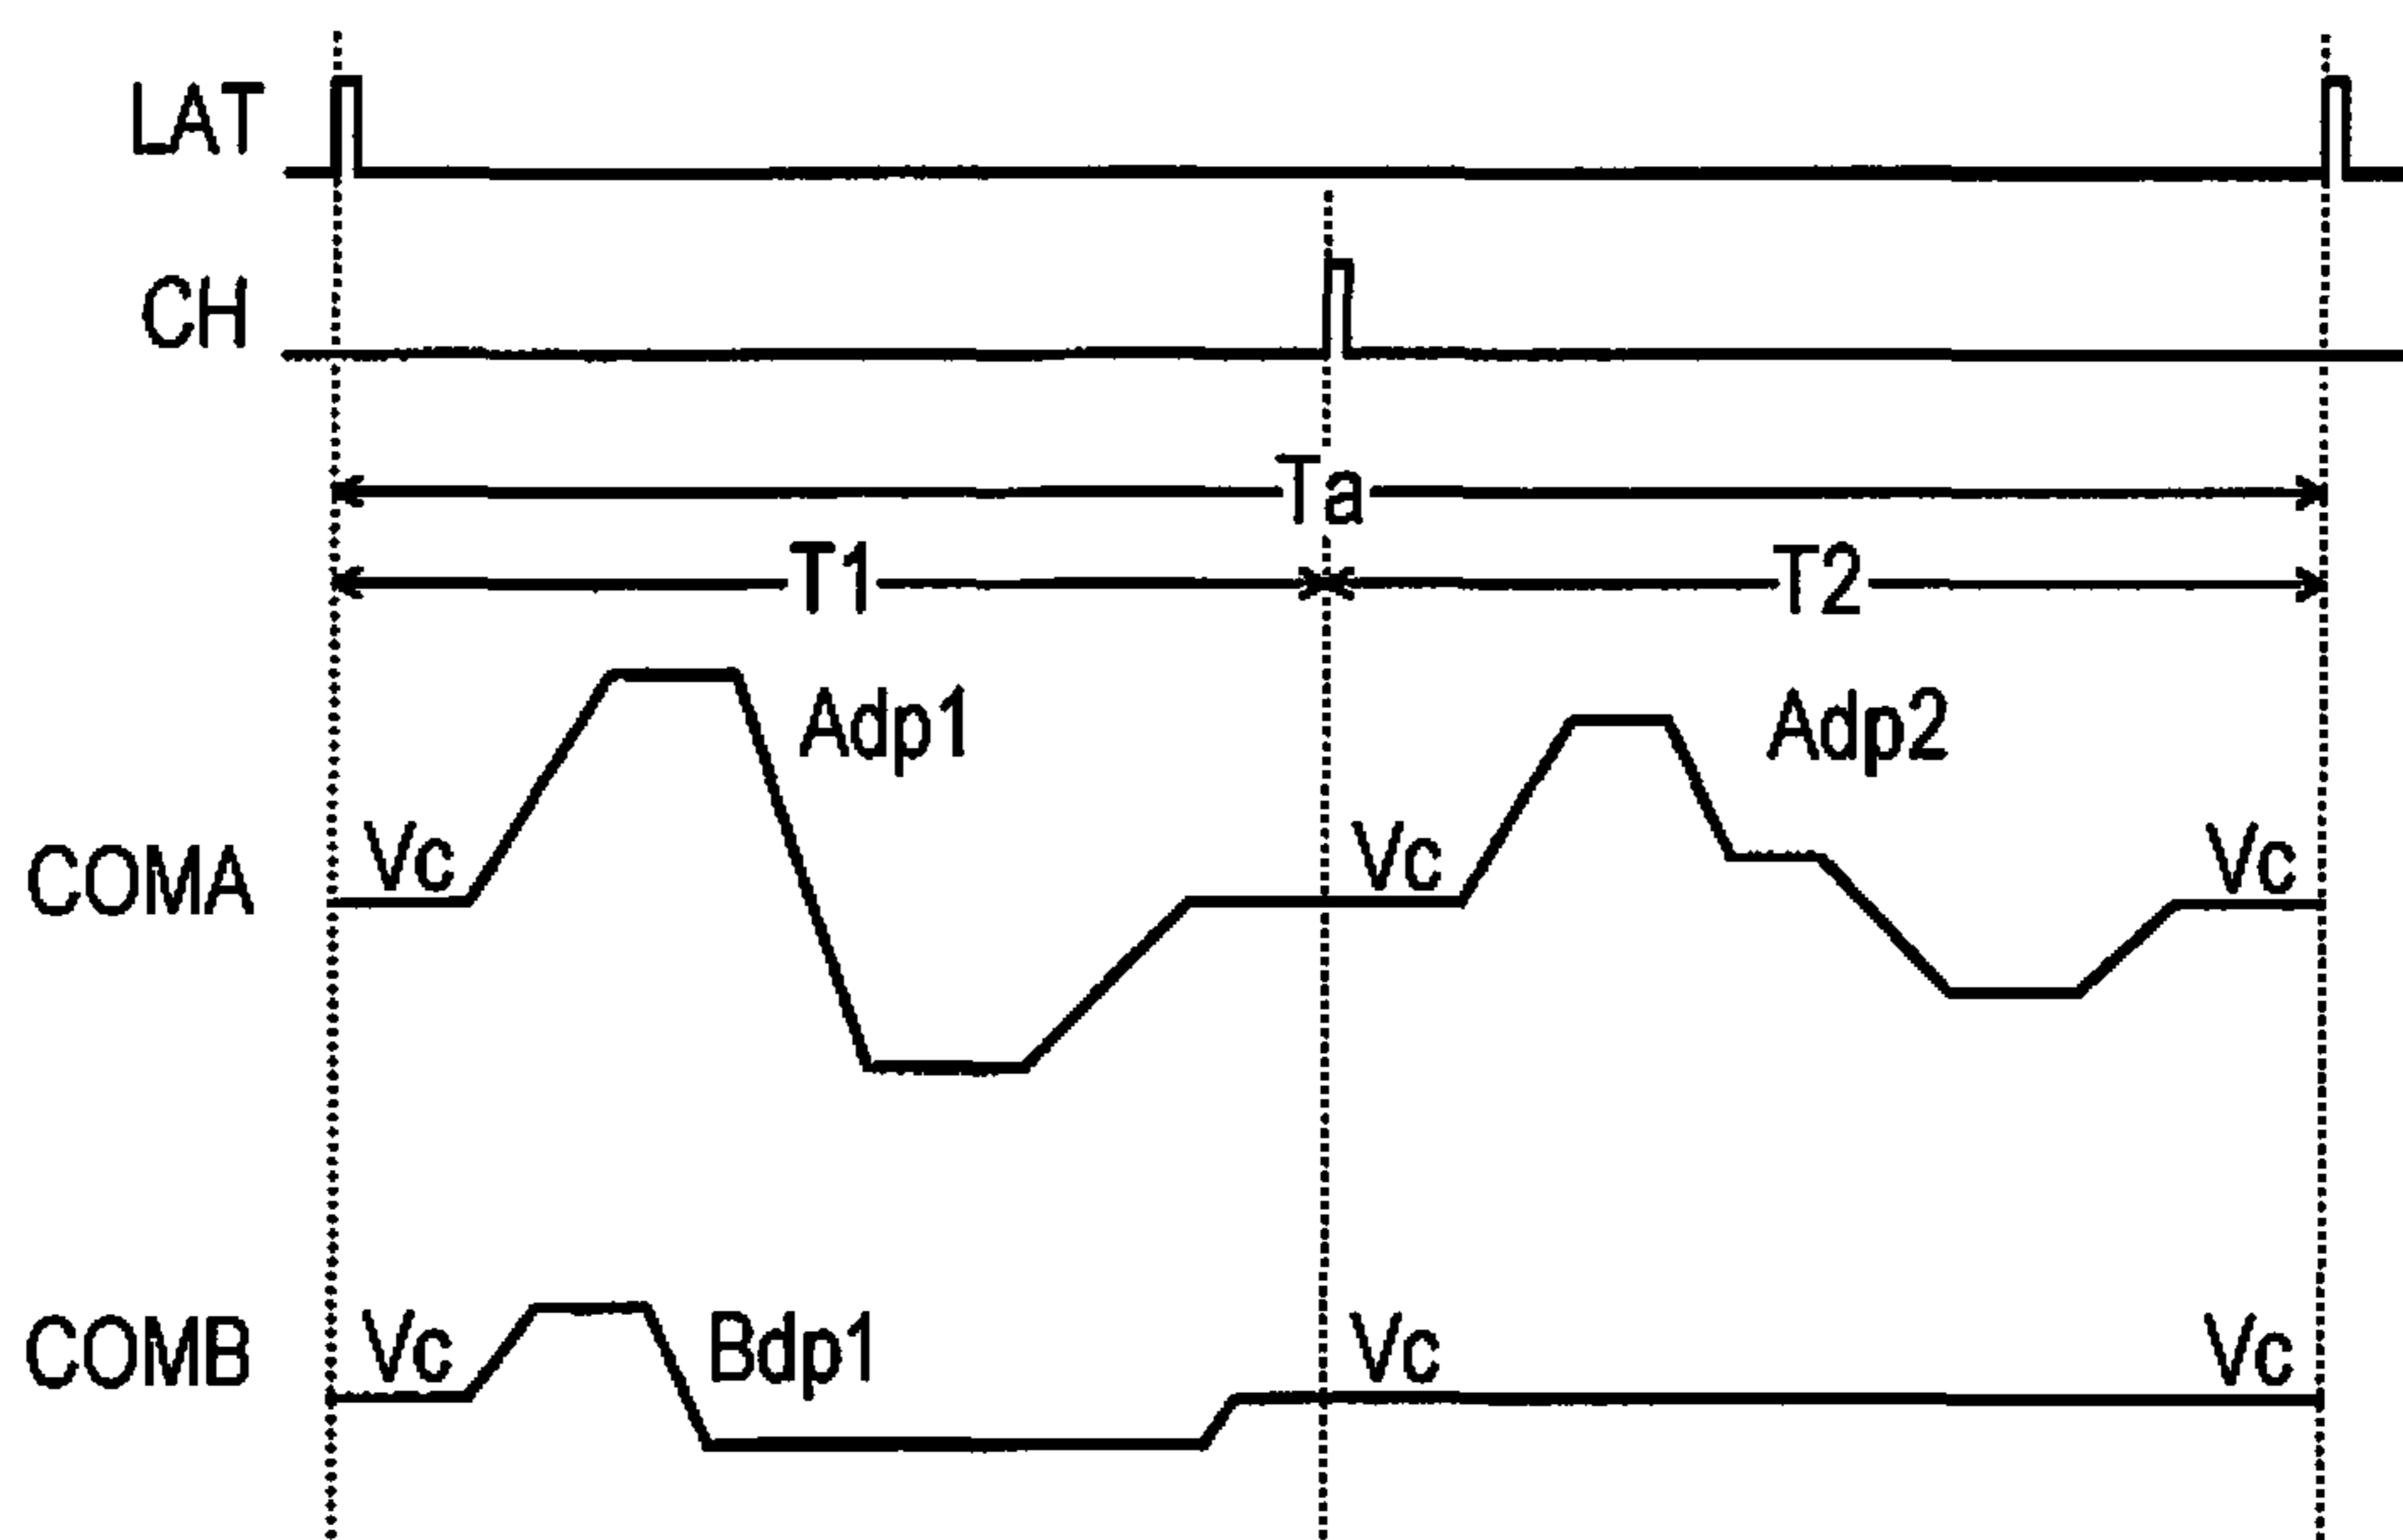 LAT
CH
Ta
T1 T2
Adp1 Adp2
COMA Vc Vc Vc
COMB Vc Bdp1 Vc Vc